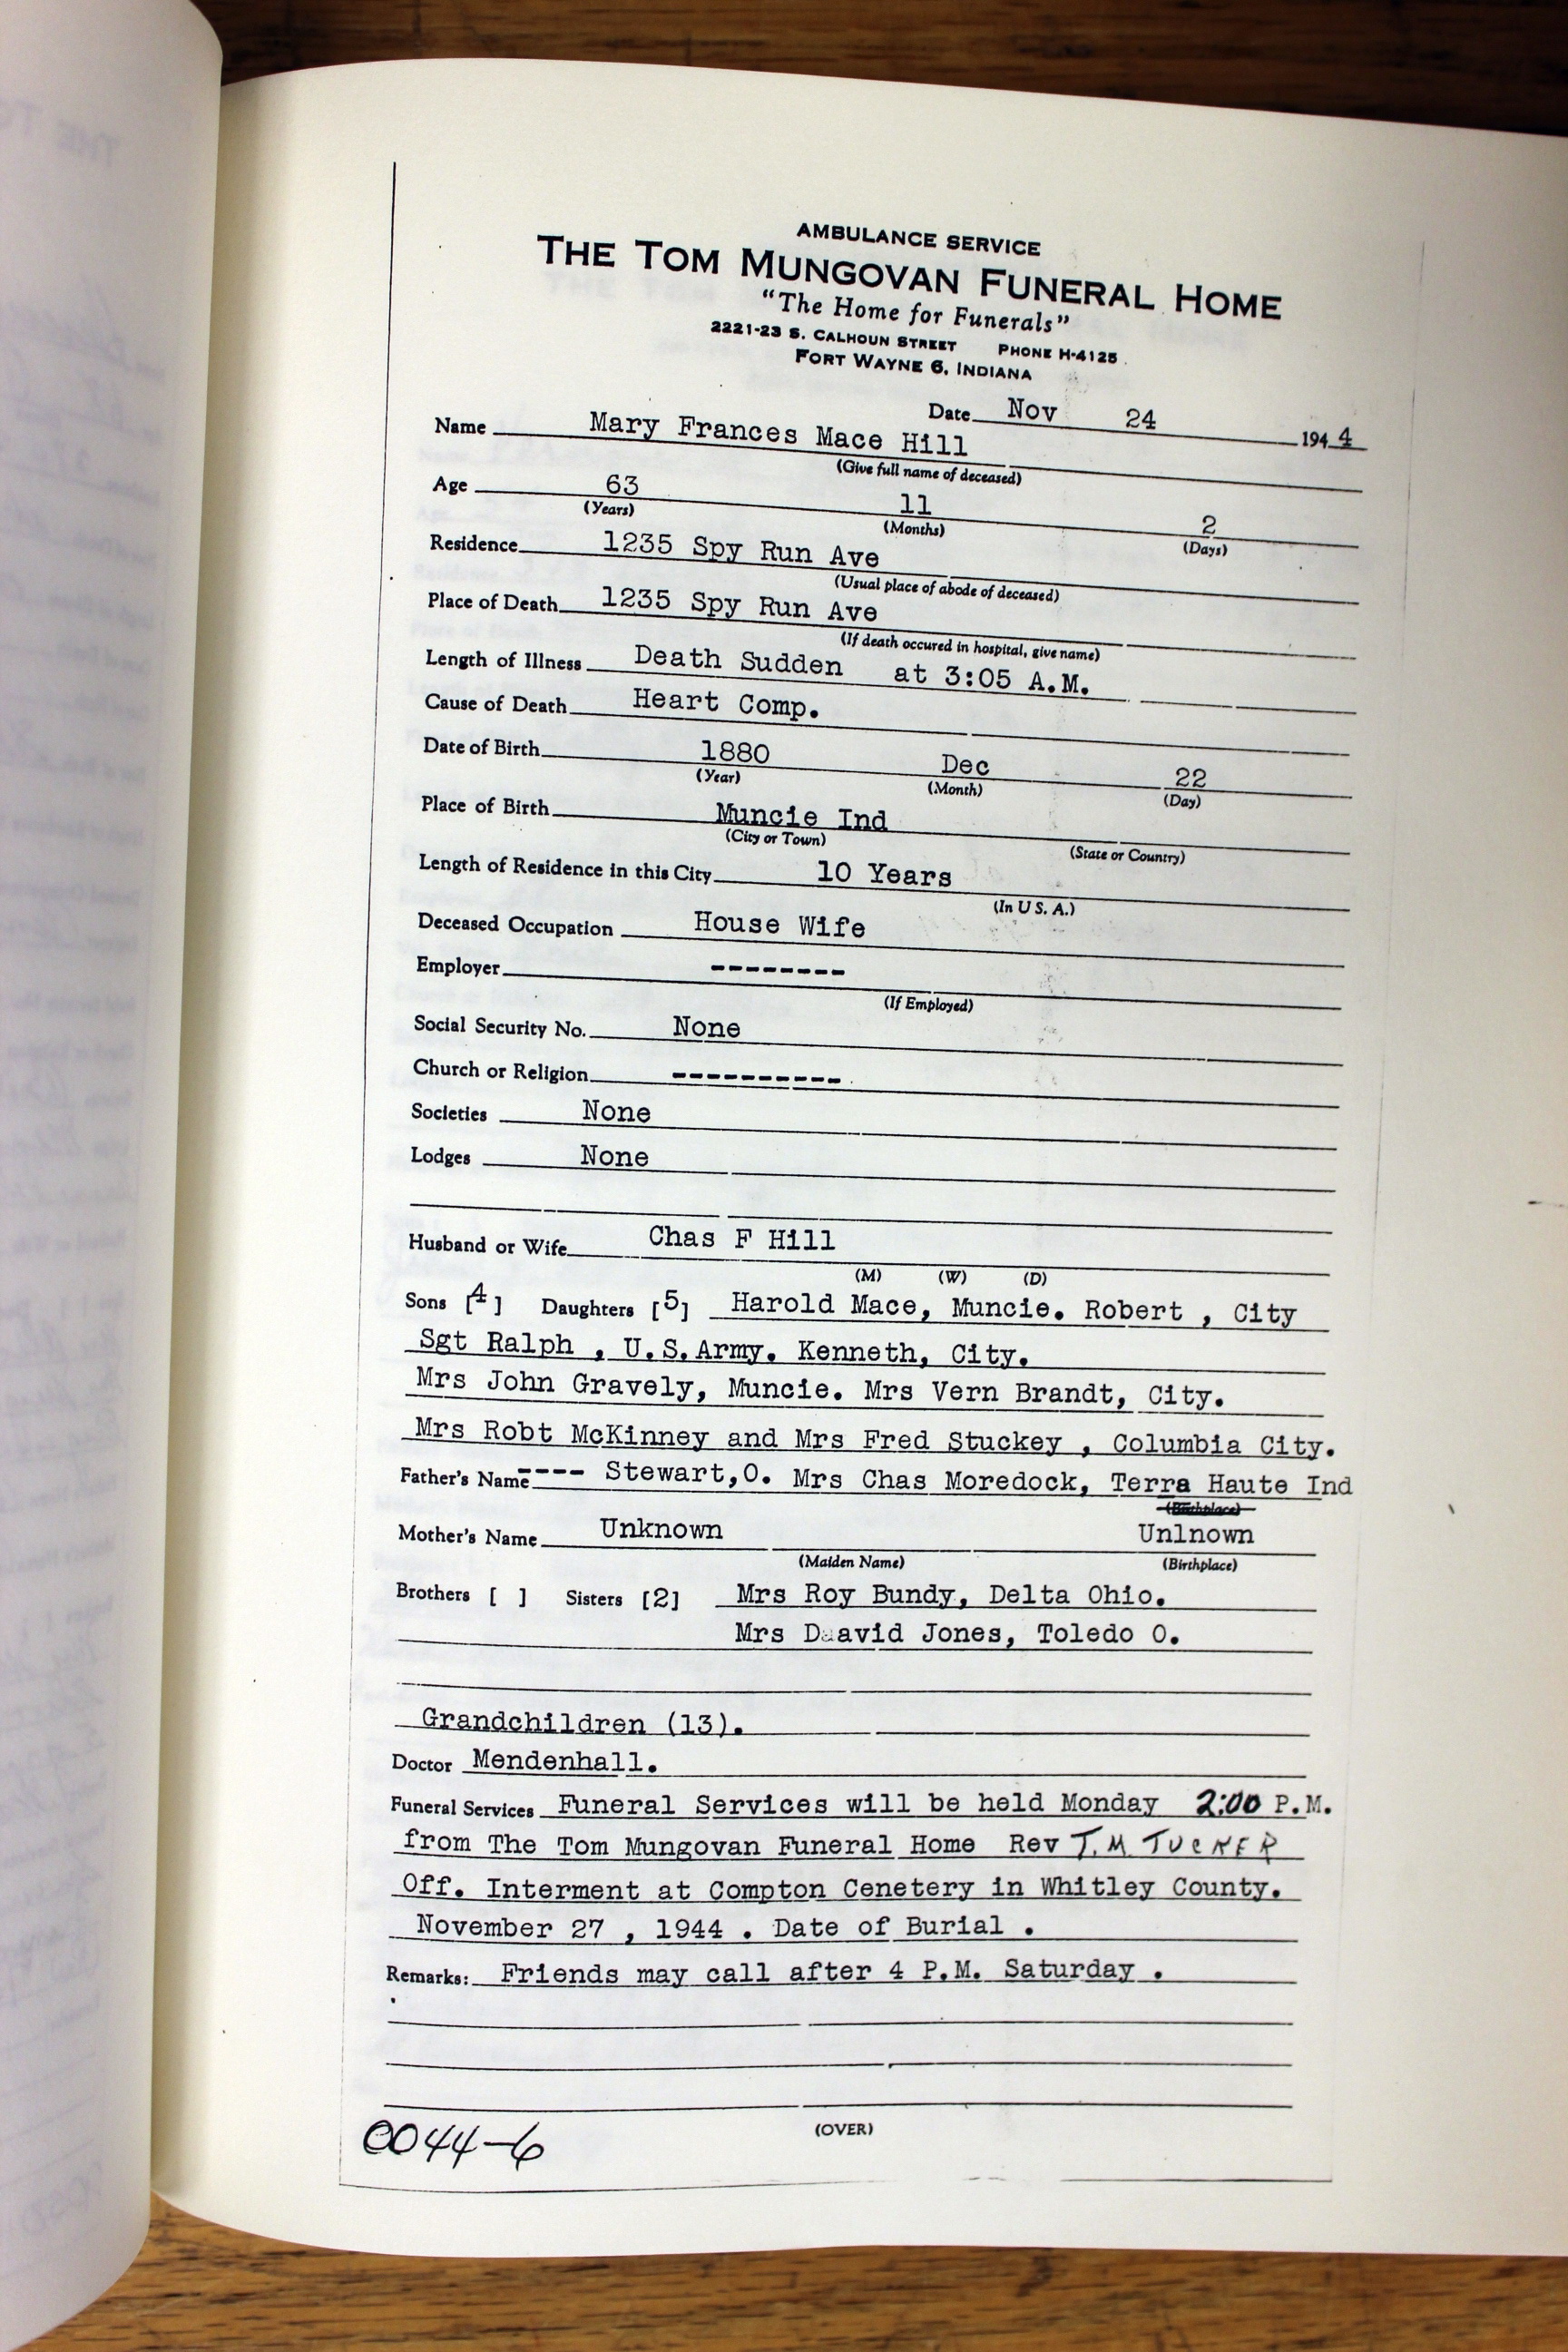 AMBULANCE SERVICE
THE TOM MUNGOVAN FUNERAL HOME
"The Home for Funerals"
2221-23 S. CALHOUN STREET PHONE H-4125
FORT WAYNE 6, INDIANA
Date Nov 24 1944
Name Mary Frances Mace Hill
(Give full name of deceased)
Age 63 11 2
(Years) (Months) (Days)
Residence 1235 Spy Run Ave
(Usual place of abode of deceased)
Place of Death 1235 Spy Run Ave
(If death occured in hospital, give name)
Length of Illness Death Sudden at 3:05 A.M.
Cause of Death Heart Comp.
Date of Birth 1880 Dec 22
(Year) (Month) (Day)
Place of Birth Muncie Ind
(City or Town) (State or Country)
Length of Residence in this City 10 Years
(In U S. A.)
Deceased Occupation House Wife
Employer --------
(If Employed)
Social Security No. None
Church or Religion ----------
Societies None
Lodges None
Husband or Wife Chas F Hill
(M) (W) (D)
Sons [4] Daughters [5] Harold Mace, Muncie. Robert , City
Sgt Ralph , U.S.Army. Kenneth, City.
Mrs John Gravely, Muncie. Mrs Vern Brandt, City.
Mrs Robt McKinney and Mrs Fred Stuckey , Columbia City.
Father's Name ---- Stewart,O. Mrs Chas Moredock, Terra Haute Ind
(Birthplace)
Mother's Name Unknown Unlnown
(Maiden Name) (Birthplace)
Brothers [ ] Sisters [2] Mrs Roy Bundy, Delta Ohio.
Mrs Daavid Jones, Toledo O.
Grandchildren (13).
Doctor Mendenhall.
Funeral Services Funeral Services will be held Monday 2:00 P.M.
from The Tom Mungovan Funeral Home Rev T. M. TUCKER
Off. Interment at Compton Cenetery in Whitley County.
November 27 , 1944 . Date of Burial .
Remarks: Friends may call after 4 P.M. Saturday .
(OVER)
0044-6